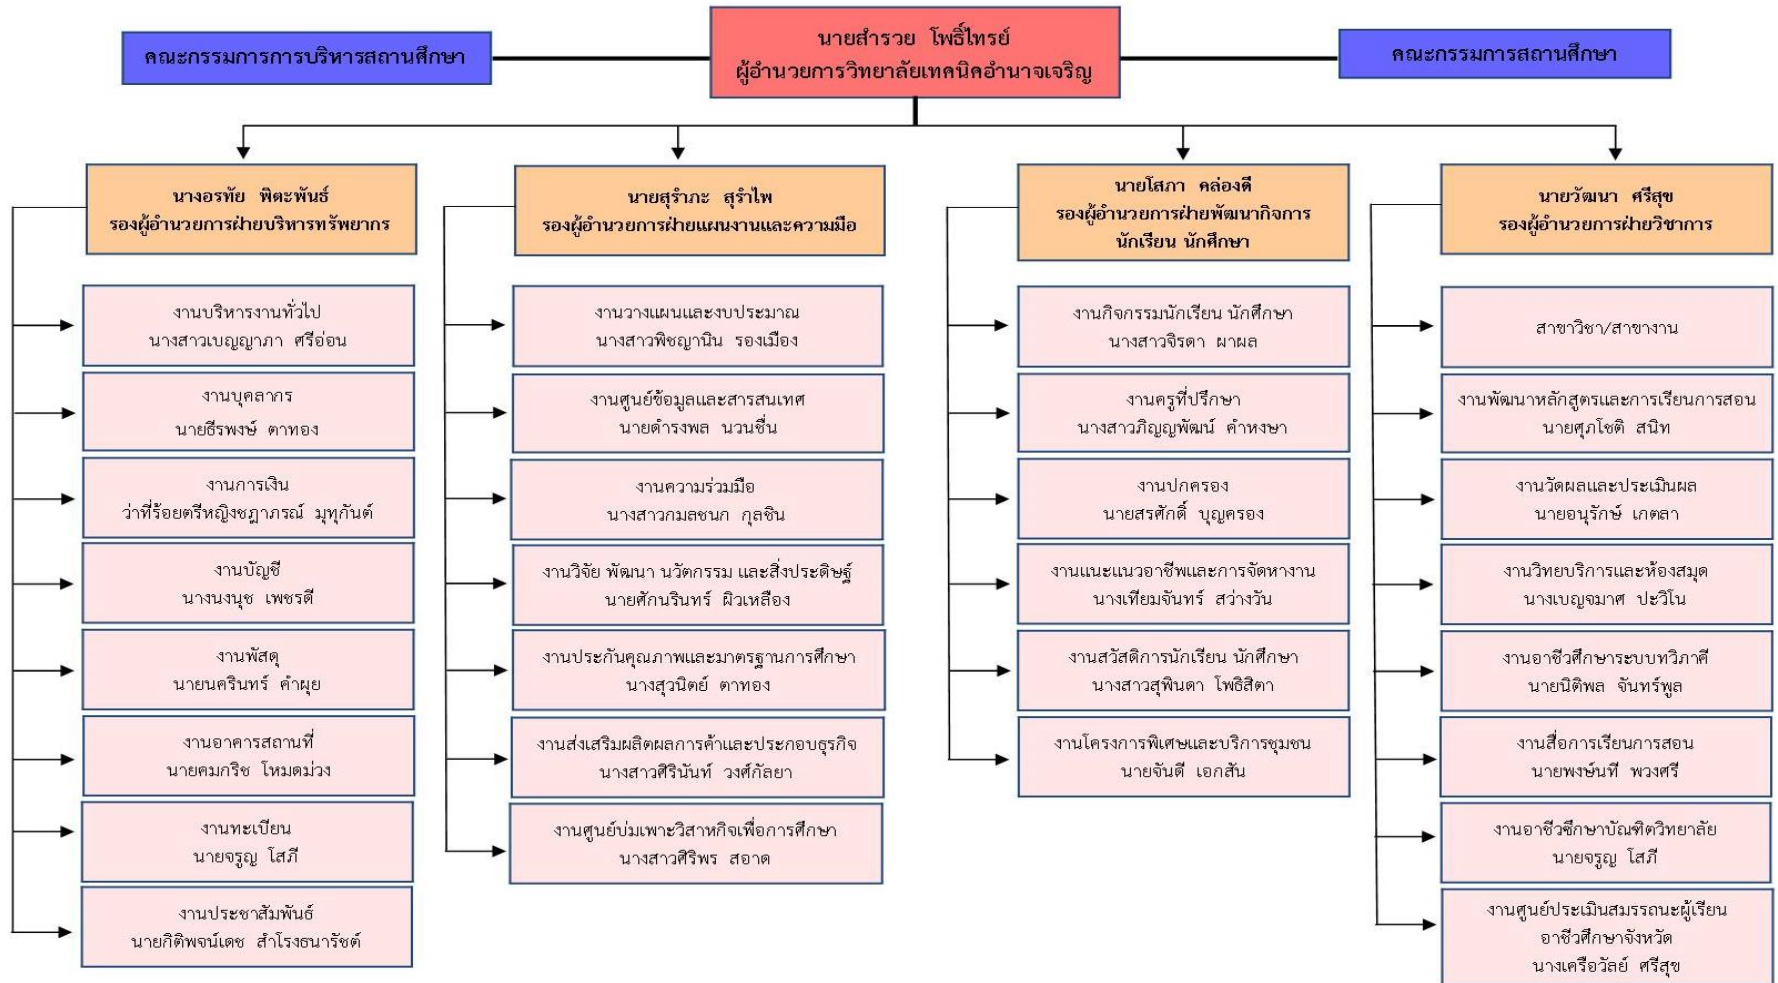 คณะกรรมการการบริหารสถานศึกษา
นายสำรวย โพธิ์ไทรย์
ผู้อำนวยการวิทยาลัยเทคนิคอำนาจเจริญ
คณะกรรมการสถานศึกษา
นางอรทัย พิตะพันธ์
รองผู้อำนวยการฝ่ายบริหารทรัพยากร
งานบริหารงานทั่วไป
นางสาวเบญญาภา ศรีอ่อน
งานบุคลากร
นายธีรพงษ์ ตาทอง
งานการเงิน
ว่าที่ร้อยตรีหญิงชฎาภรณ์ มุทุกันต์
งานบัญชี
นางนงนุช เพชรดี
งานพัสดุ
นายนครินทร์ คำผุย
งานอาคารสถานที่
นายคมกริช โหมดม่วง
งานทะเบียน
นายจรูญ โสภี
งานประชาสัมพันธ์
นายกิติพจน์เดช สำโรงธนารัชต์
นายสุรำภะ สุรำไพ
รองผู้อำนวยการฝ่ายแผนงานและความมือ
งานวางแผนและงบประมาณ
นางสาวพิชญานิน รองเมือง
งานศูนย์ข้อมูลและสารสนเทศ
นายดำรงพล นวนชื่น
งานความร่วมมือ
นางสาวกมลชนก กุลชิน
งานวิจัย พัฒนา นวัตกรรม และสิ่งประดิษฐ์
นายศักนรินทร์ ผิวเหลือง
งานประกันคุณภาพและมาตรฐานการศึกษา
นางสุวนิตย์ ตาทอง
งานส่งเสริมผลิตผลการค้าและประกอบธุรกิจ
นางสาวศิรินันท์ วงศ์กัลยา
งานศูนย์บ่มเพาะวิสาหกิจเพื่อการศึกษา
นางสาวศิริพร สอาด
นายโสภา คล่องดี
รองผู้อำนวยการฝ่ายพัฒนากิจการ
นักเรียน นักศึกษา
งานกิจกรรมนักเรียน นักศึกษา
นางสาวจิรดา ผาผล
งานครูที่ปรึกษา
นางสาวภิญญพัฒน์ คำหงษา
งานปกครอง
นายสรศักดิ์ บุญครอง
งานแนะแนวอาชีพและการจัดหางาน
นางเทียมจันทร์ สว่างวัน
งานสวัสดิการนักเรียน นักศึกษา
นางสาวสุพินดา โพธิสิตา
งานโครงการพิเศษและบริการชุมชน
นายจันดี เอกสัน
นายวัฒนา ศรีสุข
รองผู้อำนวยการฝ่ายวิชาการ
สาขาวิชา/สาขางาน
งานพัฒนาหลักสูตรและการเรียนการสอน
นายศุภโชติ สนิท
งานวัดผลและประเมินผล
นายอนุรักษ์ เกตลา
งานวิทยบริการและห้องสมุด
นางเบญจมาศ ปะวิโน
งานอาชีวศึกษาระบบทวิภาคี
นายนิติพล จันทร์พูล
งานสื่อการเรียนการสอน
นายพงษ์นที พวงศรี
งานอาชีวซึกษาบัณฑิตวิทยาลัย
นายจรูญ โสภี
งานศูนย์ประเมินสมรรถนะผู้เรียน
อาชีวศึกษาจังหวัด
นางเครือวัลย์ ศรีสุข